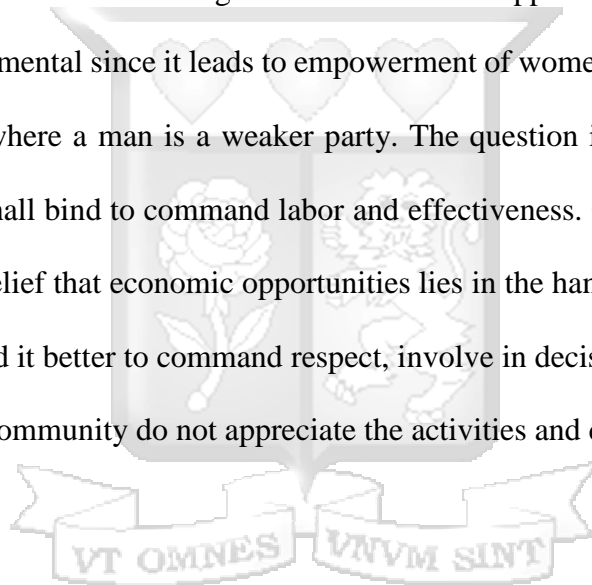 mental since it leads to empowerment of wome
where a man is a weaker party. The question i
hall bind to command labor and effectiveness.
elief that economic opportunities lies in the han
d it better to command respect, involve in decis
ommunity do not appreciate the activities and
VT OMNES VNVM SINT